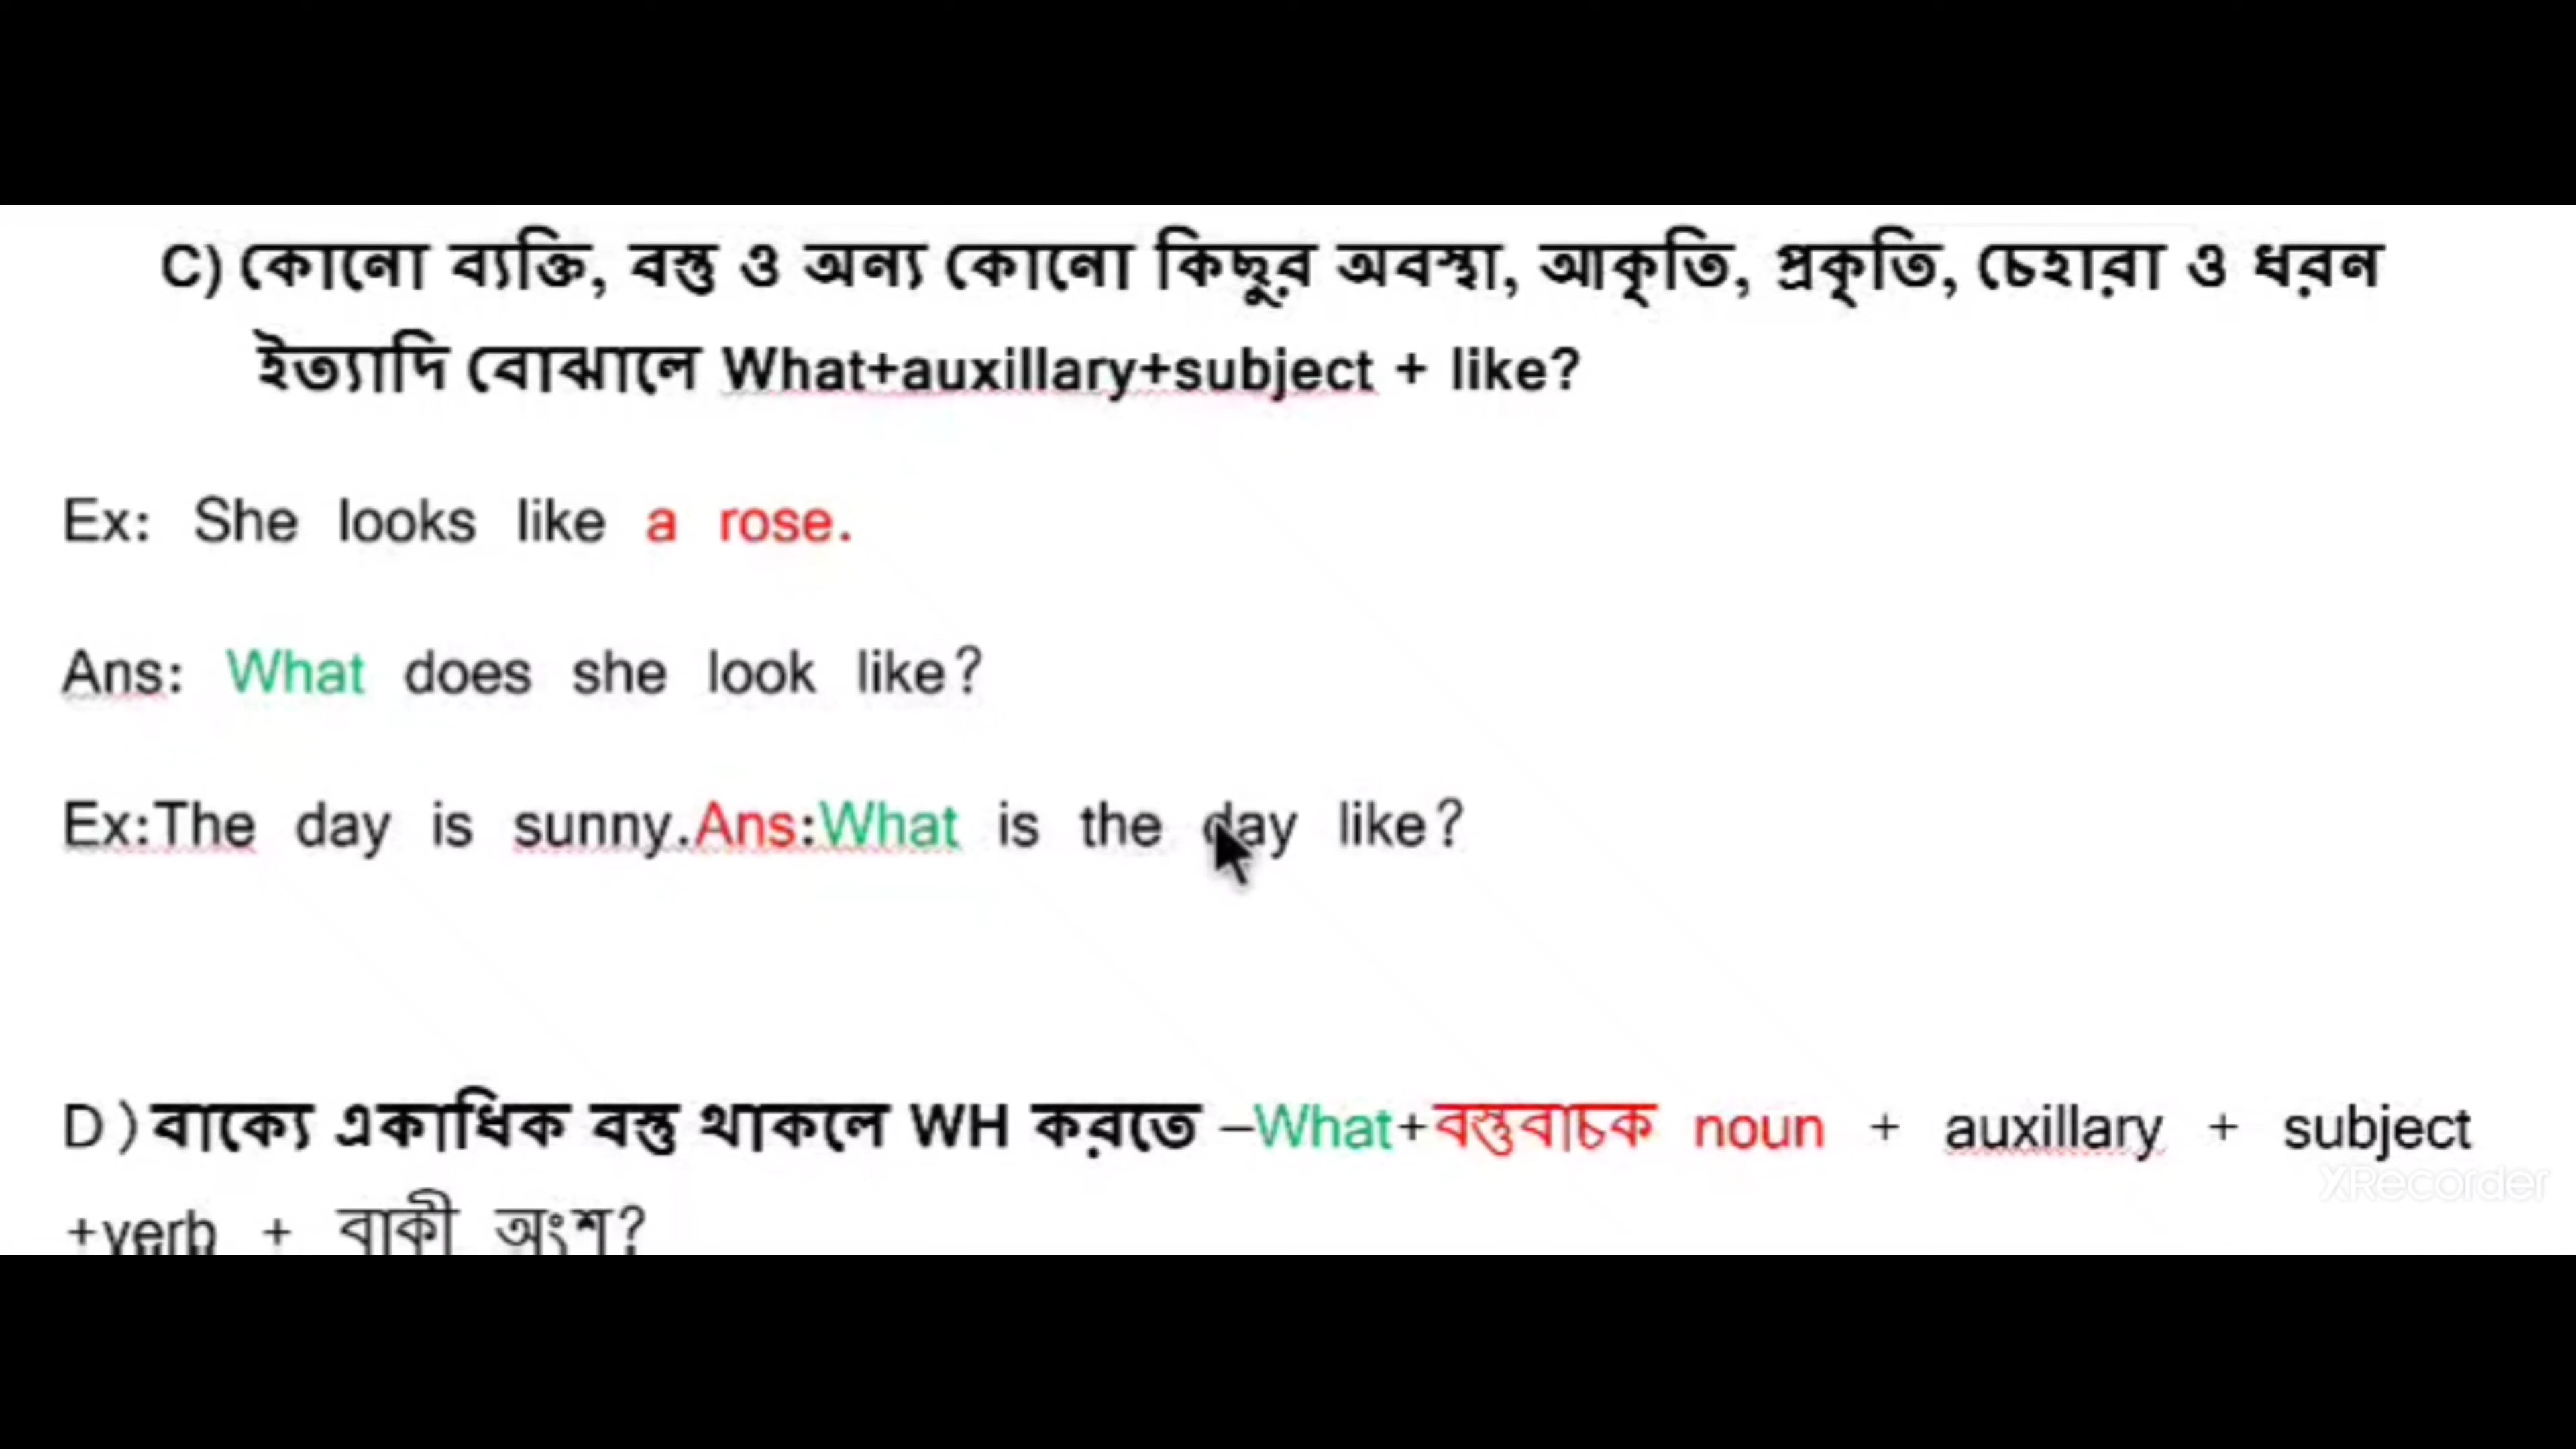 C) কোনো ব্যক্তি, বস্তু ও অন্য কোনো কিছুর অবস্থা, আকৃতি, প্রকৃতি, চেহারা ও ধরন
ইত্যাদি বোঝালে What+auxillary+subject + like?
Ex: She looks like a rose.
Ans: What does she look like?
Ex:The day is sunny.Ans:What is the day like?
D)বাক্যে একাধিক বস্তু থাকলে WH করতে –What+বস্তুবাচক noun + auxillary + subject
XRecorder
+verb + বাকী অংশ?